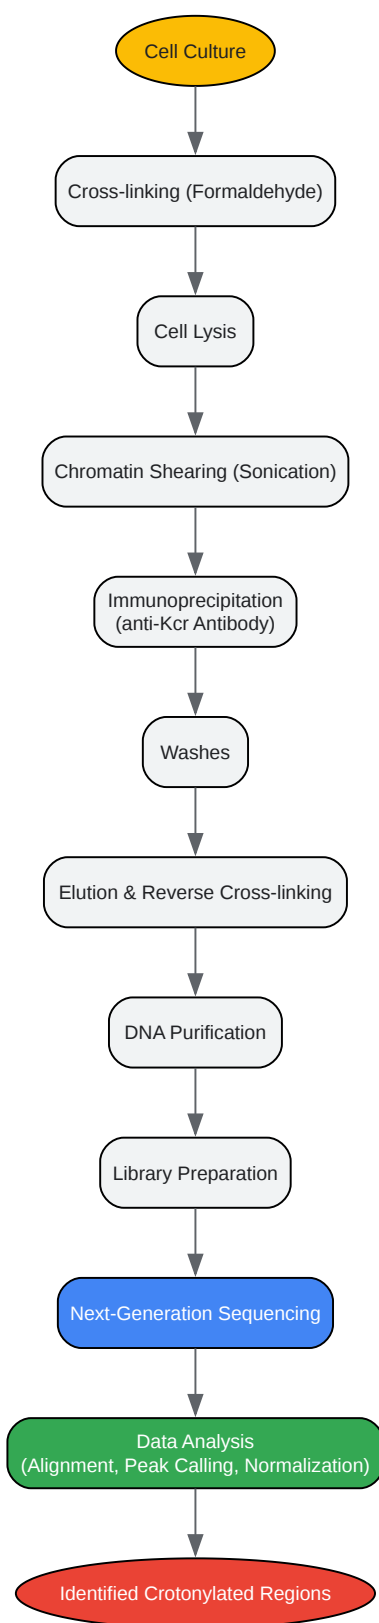 Cell Culture
Cross-linking (Formaldehyde)
Cell Lysis
Chromatin Shearing (Sonication)
Immunoprecipitation
(anti-Kcr Antibody)
Washes
Elution & Reverse Cross-linking
DNA Purification
Library Preparation
Next-Generation Sequencing
Data Analysis
(Alignment, Peak Calling, Normalization)
Identified Crotonylated Regions